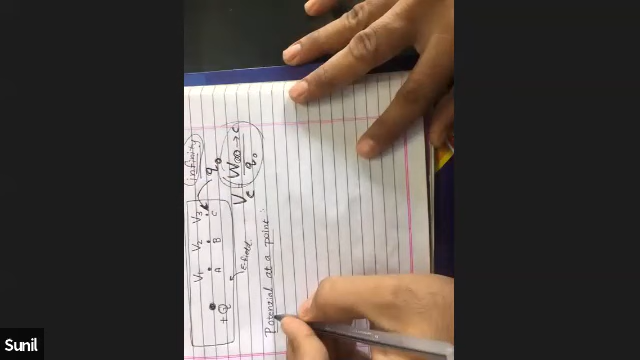 infinity
q₀
V₁ V₂ V₃
+Q A B C
E-field.
V_c = W∞→c / q₀
Potential at a point :
Sunil